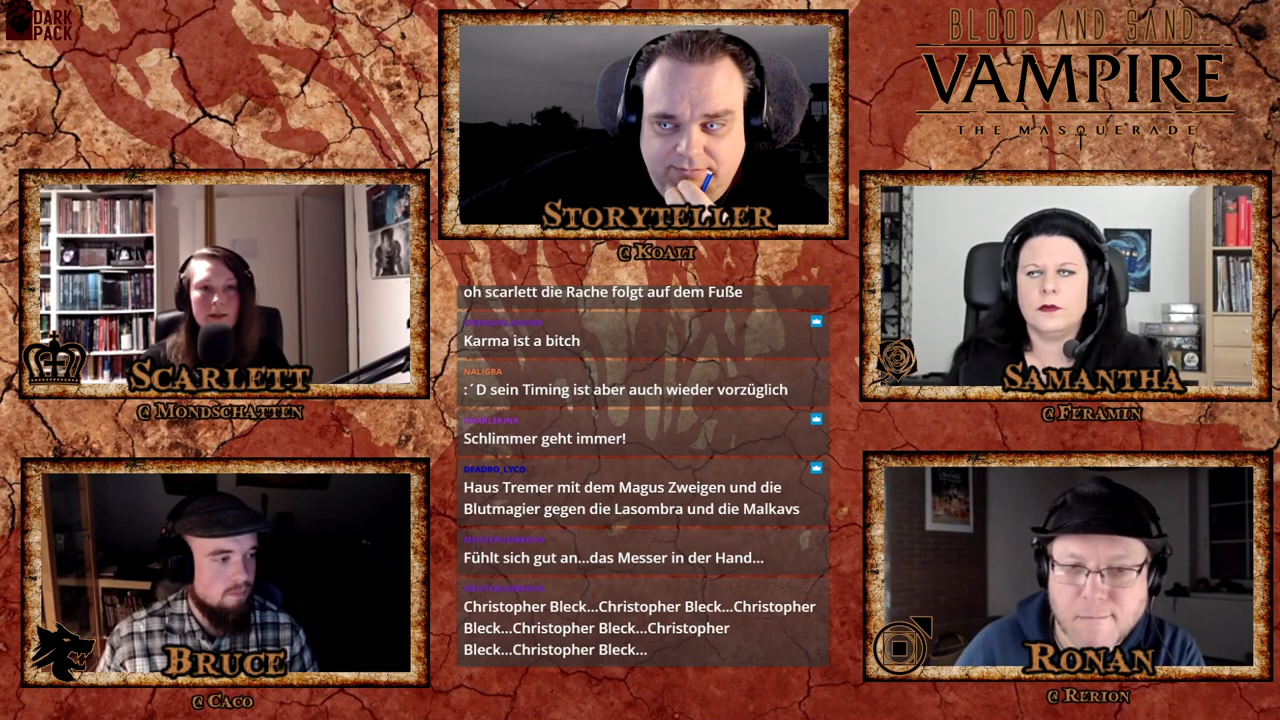 DARK
PACK
BLOOD AND SAND
VAMPIRE
THE MASQUERADE
STORYTELLER
@ KOALI
SCARLETT
@ MONDSCHATTEN
SAMANTHA
@ FERAMIN
oh scarlett die Rache folgt auf dem Fuße
Karma ist a bitch
NALIGRA
:´D sein Timing ist aber auch wieder vorzüglich
Schlimmer geht immer!
DEADRO_LYCO
Haus Tremer mit dem Magus Zweigen und die
Blutmagier gegen die Lasombra und die Malkavs
Fühlt sich gut an...das Messer in der Hand...
Christopher Bleck...Christopher Bleck...Christopher
Bleck...Christopher Bleck...Christopher
Bleck...Christopher Bleck...
BRUCE
@ CACO
RONAN
@ RERION